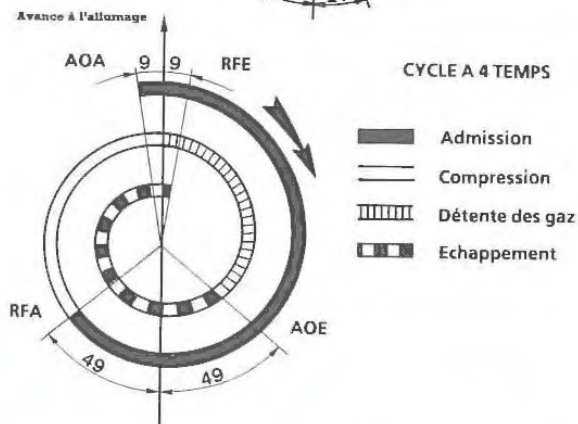 Avance à l'allumage
AOA 9 9 RFE
CYCLE A 4 TEMPS
Admission
Compression
Détente des gaz
Echappement
RFA
AOE
49 49